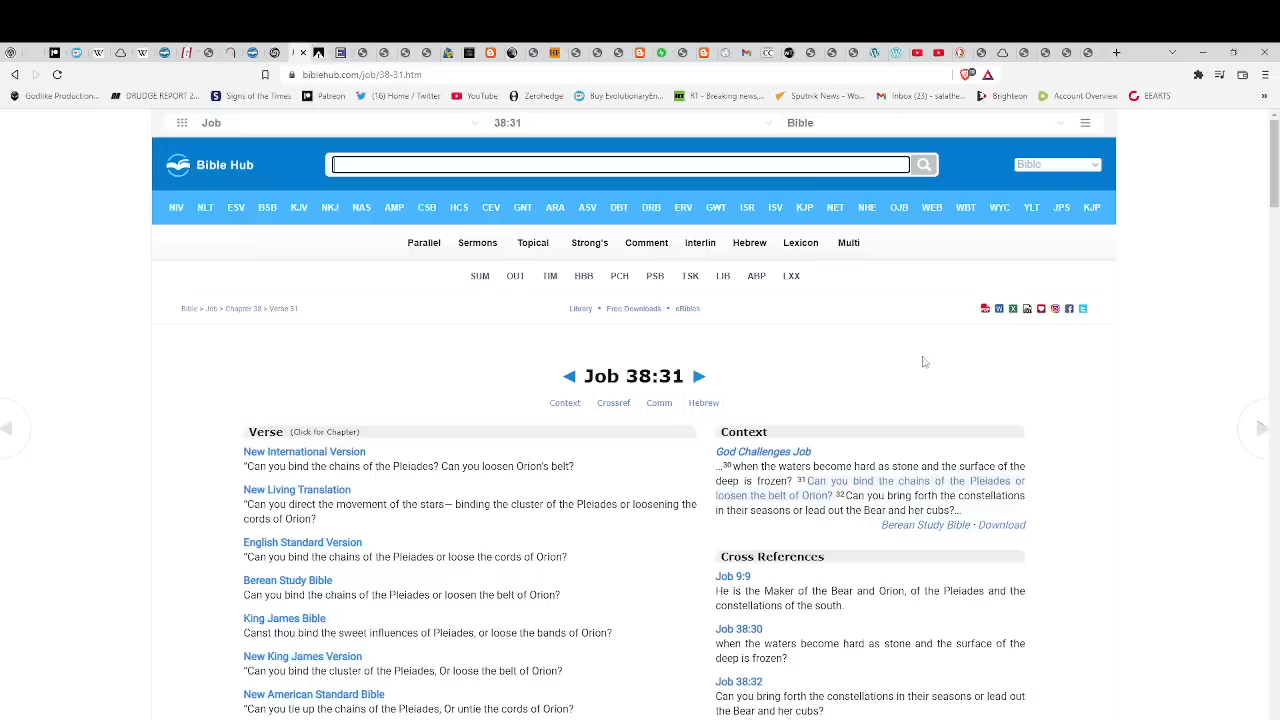 biblehub.com/job/38-31.htm
Godlike Production...
DRUDGE REPORT 2...
Signs of the Times
Patreon
(16) Home / Twitter
YouTube
Zerohedge
Buy EvolutionaryEn...
RT - Breaking news,...
Sputnik News - Wo...
Inbox (23) - salathe...
Brighteon
Account Overview
EEARTS
»
Job
38:31
Bible
Bible Hub
Bible
NIV NLT ESV BSB KJV NKJ NAS AMP CSB HCS CEV GNT ARA ASV DBT DRB ERV GWT ISR ISV KJP NET NHE OJB WEB WBT WYC YLT JPS KJP
Parallel Sermons Topical Strong's Comment Interlin Hebrew Lexicon Multi
SUM OUT TIM BBB PCH PSB TSK LIB ABP LXX
Bible > Job > Chapter 38 > Verse 31
Library • Free Downloads • eBibles
◄ Job 38:31 ►
Context Crossref Comm Hebrew
Verse (Click for Chapter)
New International Version
“Can you bind the chains of the Pleiades? Can you loosen Orion's belt?
New Living Translation
“Can you direct the movement of the stars— binding the cluster of the Pleiades or loosening the
cords of Orion?
English Standard Version
“Can you bind the chains of the Pleiades or loose the cords of Orion?
Berean Study Bible
Can you bind the chains of the Pleiades or loosen the belt of Orion?
King James Bible
Canst thou bind the sweet influences of Pleiades, or loose the bands of Orion?
New King James Version
“Can you bind the cluster of the Pleiades, Or loose the belt of Orion?
New American Standard Bible
“Can you tie up the chains of the Pleiades, Or untie the cords of Orion?
Context
God Challenges Job
...30when the waters become hard as stone and the surface of the
deep is frozen? 31Can you bind the chains of the Pleiades or
loosen the belt of Orion? 32Can you bring forth the constellations
in their seasons or lead out the Bear and her cubs?...
Berean Study Bible · Download
Cross References
Job 9:9
He is the Maker of the Bear and Orion, of the Pleiades and the
constellations of the south.
Job 38:30
when the waters become hard as stone and the surface of the
deep is frozen?
Job 38:32
Can you bring forth the constellations in their seasons or lead out
the Bear and her cubs?